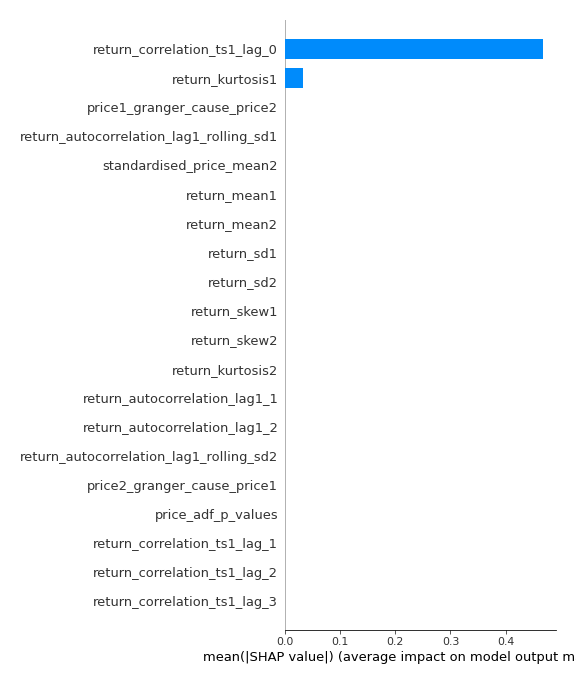 return_correlation_ts1_lag_0
return_kurtosis1
price1_granger_cause_price2
return_autocorrelation_lag1_rolling_sd1
standardised_price_mean2
return_mean1
return_mean2
return_sd1
return_sd2
return_skew1
return_skew2
return_kurtosis2
return_autocorrelation_lag1_1
return_autocorrelation_lag1_2
return_autocorrelation_lag1_rolling_sd2
price2_granger_cause_price1
price_adf_p_values
return_correlation_ts1_lag_1
return_correlation_ts1_lag_2
return_correlation_ts1_lag_3
0.0 0.1 0.2 0.3 0.4
mean(|SHAP value|) (average impact on model output m